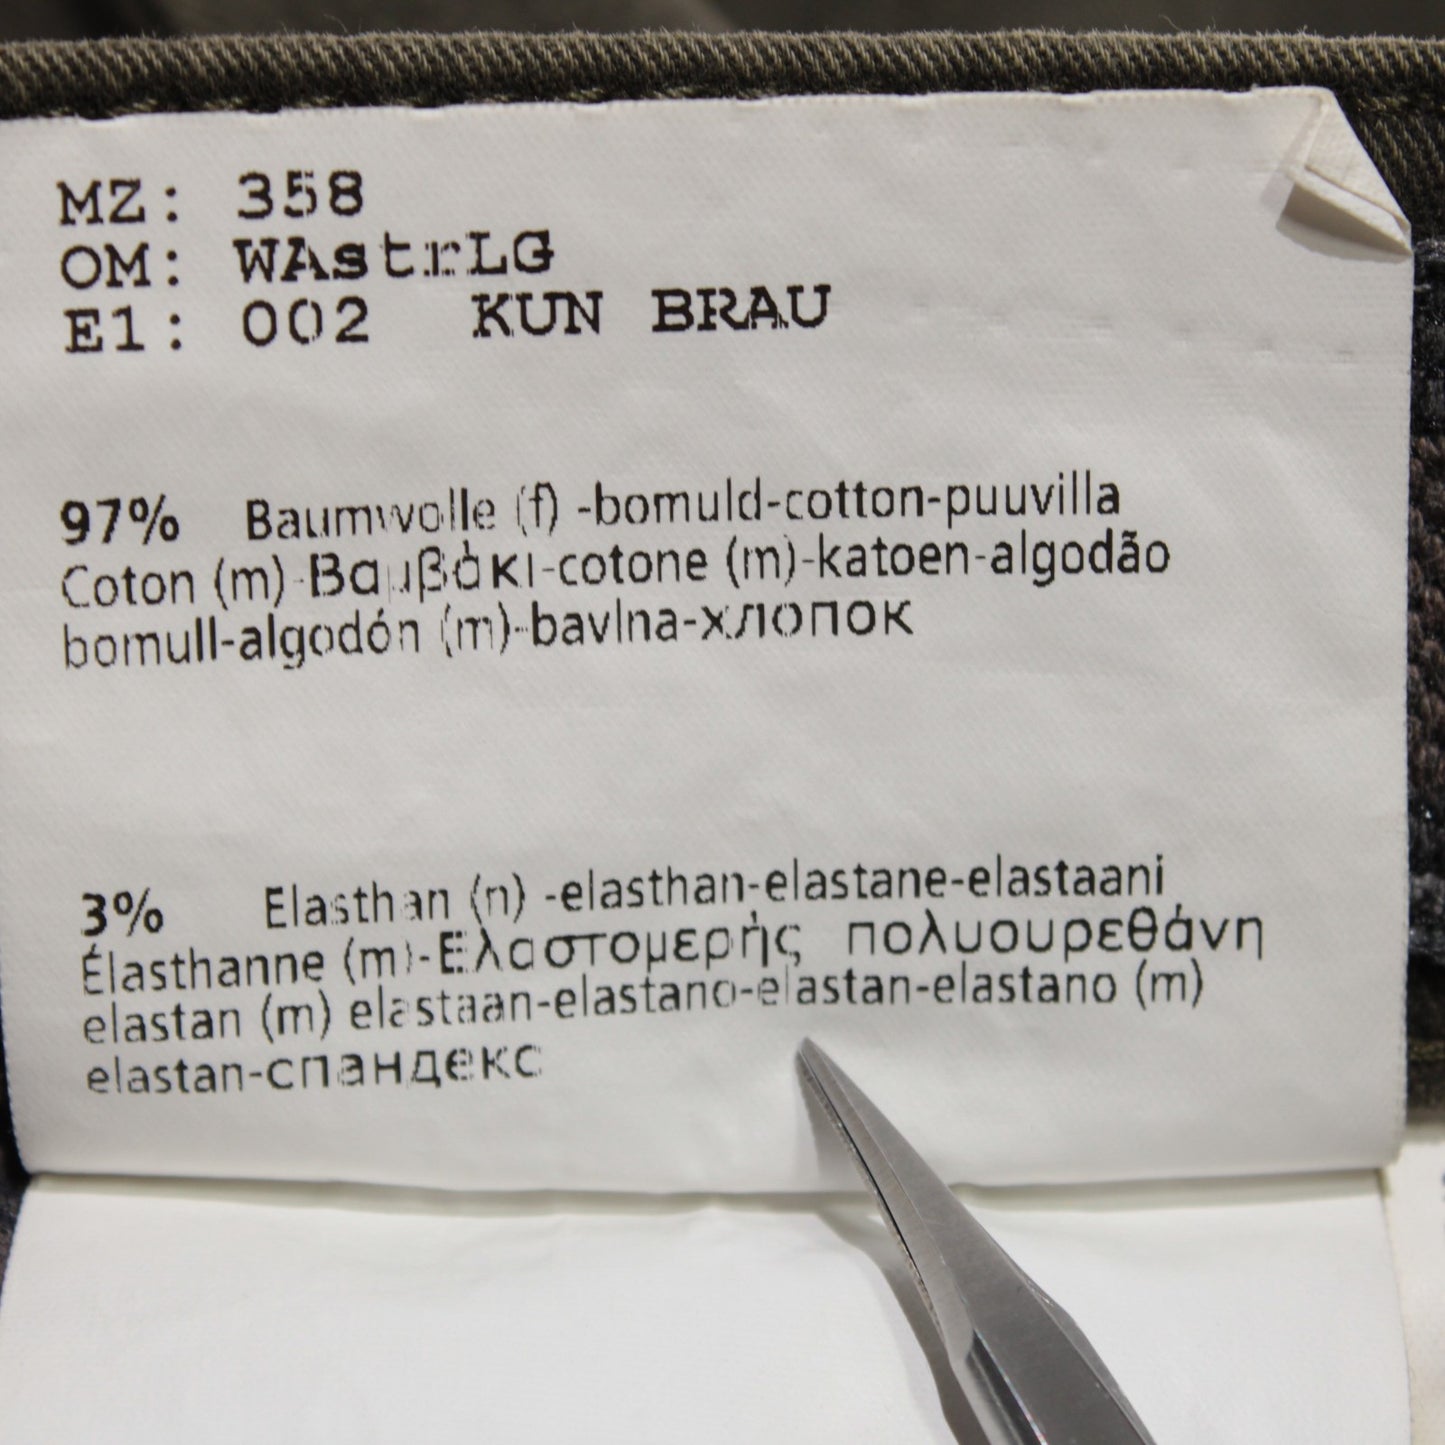 MZ: 358
OM: WAstrLG
E1: 002 KUN BRAU
97% Baumwolle (f) -bomuld-cotton-puuvilla
Coton (m)-Βαμβάκι-cotone (m)-katoen-algodão
bomull-algodón (m)-bavlna-хлопок
3% Elasthan (n) -elasthan-elastane-elastaani
Élasthanne (m)-Ελαστομερής πολυουρεθάνη
elastan (m) elastaan-elastano-elastan-elastano (m)
elastan-спандекс